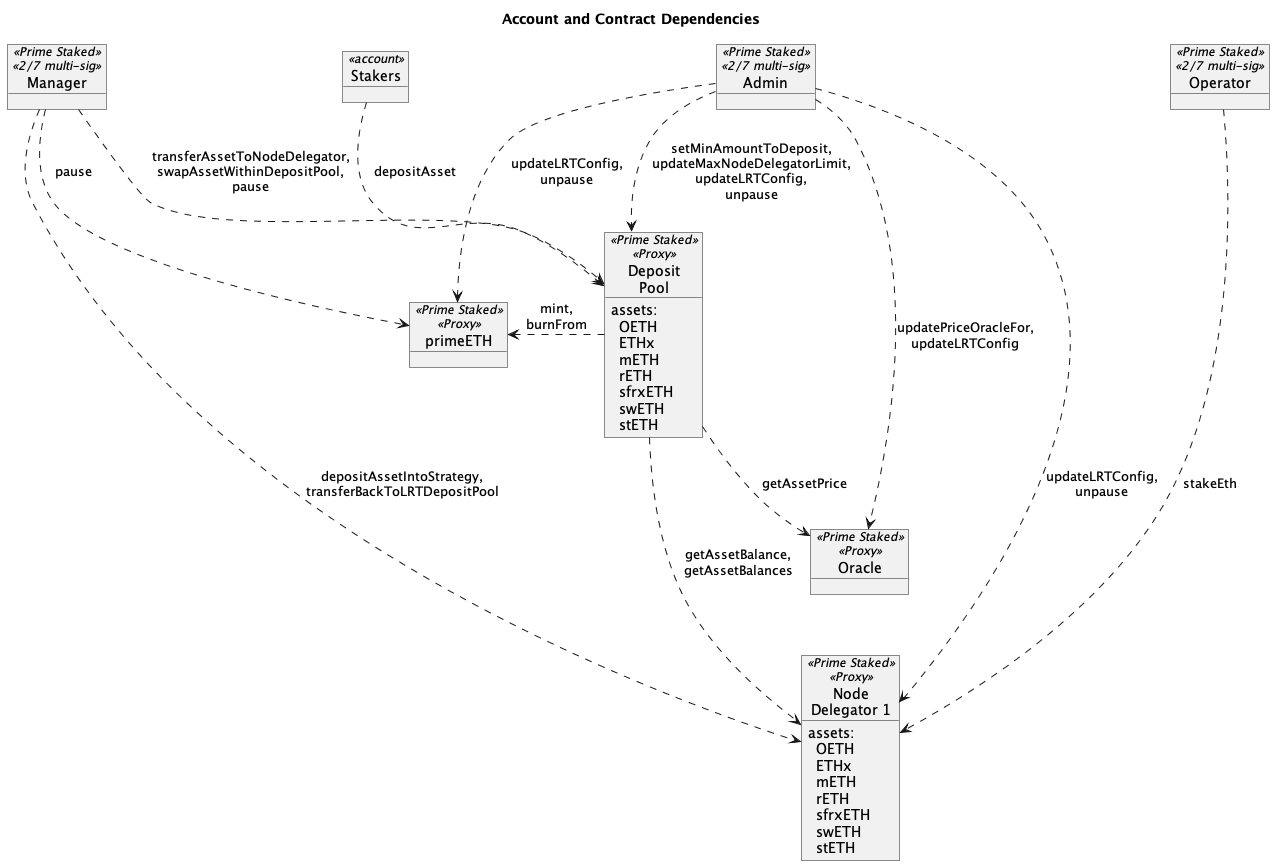 Account and Contract Dependencies
«Prime Staked»
«2/7 multi-sig»
Manager
«account»
Stakers
«Prime Staked»
«2/7 multi-sig»
Admin
«Prime Staked»
«2/7 multi-sig»
Operator
pause
transferAssetToNodeDelegator,
swapAssetWithinDepositPool,
pause
depositAsset
updateLRTConfig,
unpause
setMinAmountToDeposit,
updateMaxNodeDelegatorLimit,
updateLRTConfig,
unpause
«Prime Staked»
«Proxy»
Deposit
Pool
assets:
OETH
ETHx
mETH
rETH
sfrxETH
swETH
stETH
«Prime Staked»
«Proxy»
primeETH
mint,
burnFrom
updatePriceOracleFor,
updateLRTConfig
depositAssetIntoStrategy,
transferBackToLRTDepositPool
getAssetPrice
updateLRTConfig,
unpause
stakeEth
getAssetBalance,
getAssetBalances
«Prime Staked»
«Proxy»
Oracle
«Prime Staked»
«Proxy»
Node
Delegator 1
assets:
OETH
ETHx
mETH
rETH
sfrxETH
swETH
stETH